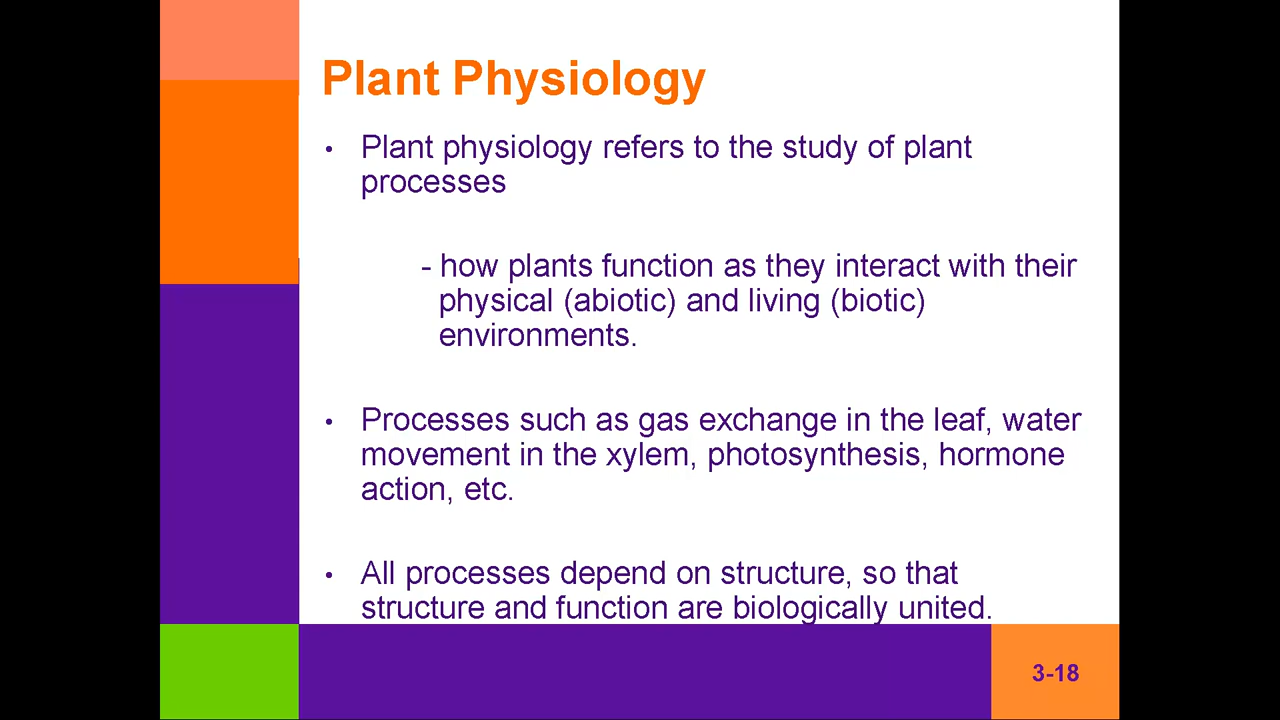 Plant Physiology
• Plant physiology refers to the study of plant
processes
- how plants function as they interact with their
physical (abiotic) and living (biotic)
environments.
• Processes such as gas exchange in the leaf, water
movement in the xylem, photosynthesis, hormone
action, etc.
• All processes depend on structure, so that
structure and function are biologically united.
3-18